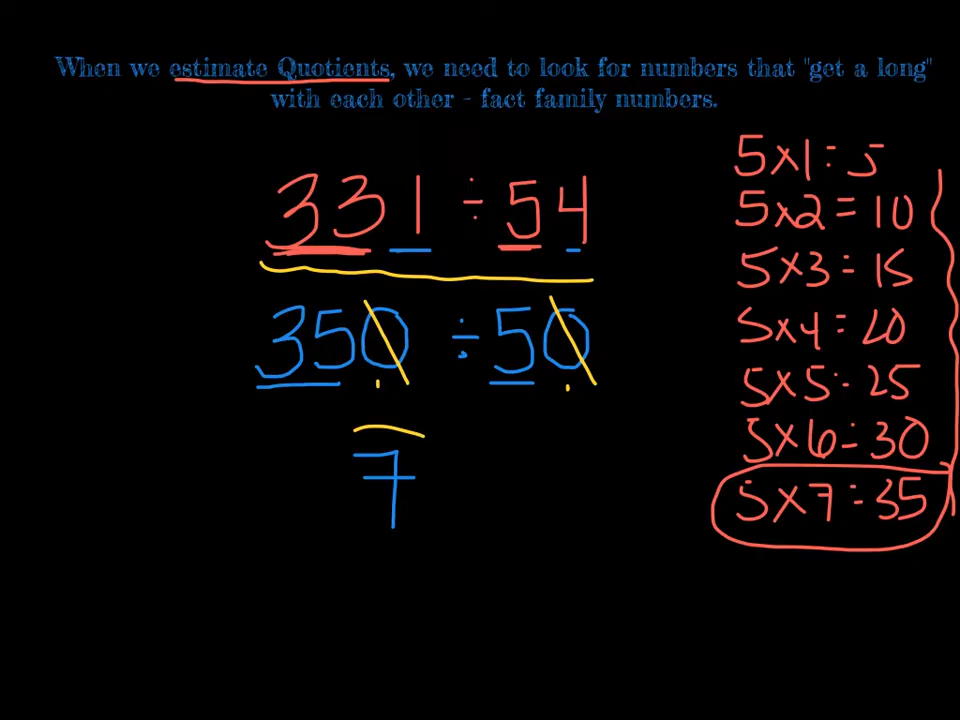 When we estimate Quotients, we need to look for numbers that "get a long"
with each other - fact family numbers.
331 ÷ 54
350 ÷ 50
7
5x1=5
5x2=10
5x3=15
5x4=20
5x5=25
5x6=30
5x7=35